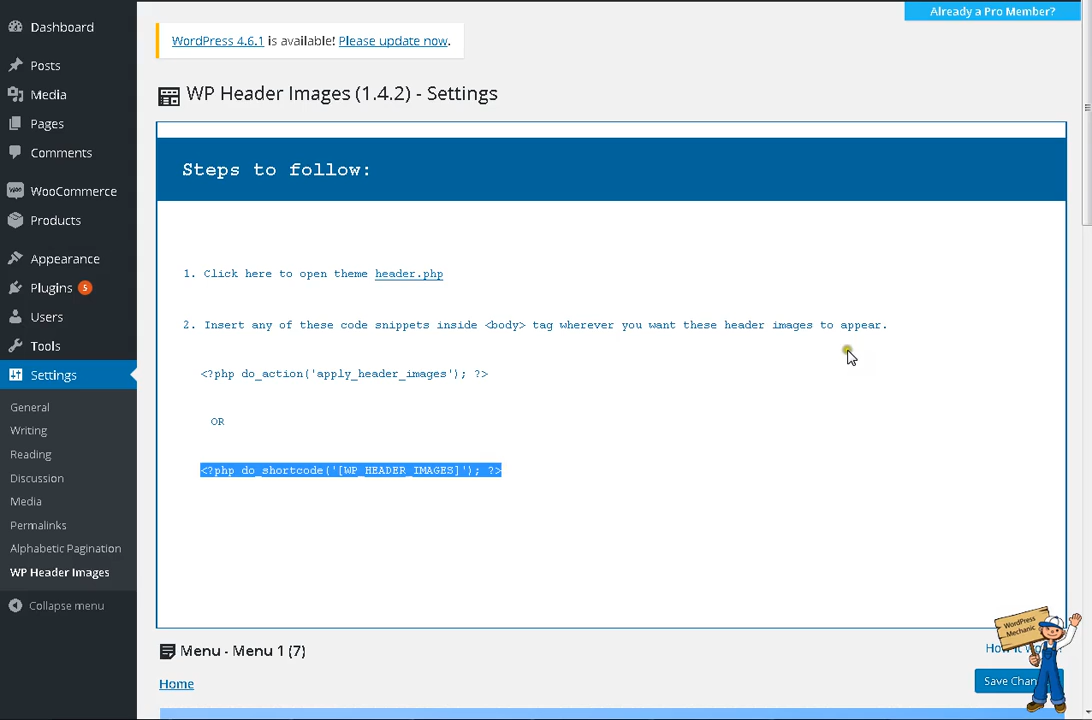 Already a Pro Member?
Dashboard
WordPress 4.6.1 is available! Please update now.
Posts
Media
WP Header Images (1.4.2) - Settings
Pages
Comments
Steps to follow:
WooCommerce
Products
Appearance
1. Click here to open theme header.php
Plugins 5
Users
2. Insert any of these code snippets inside <body> tag wherever you want these header images to appear.
Tools
Settings
<?php do_action('apply_header_images'); ?>
General
OR
Writing
Reading
<?php do_shortcode('[WP_HEADER_IMAGES]'); ?>
Discussion
Media
Permalinks
Alphabetic Pagination
WP Header Images
Collapse menu
WordPress
Mechanic
Menu - Menu 1 (7)
How It
Home
Save Chan